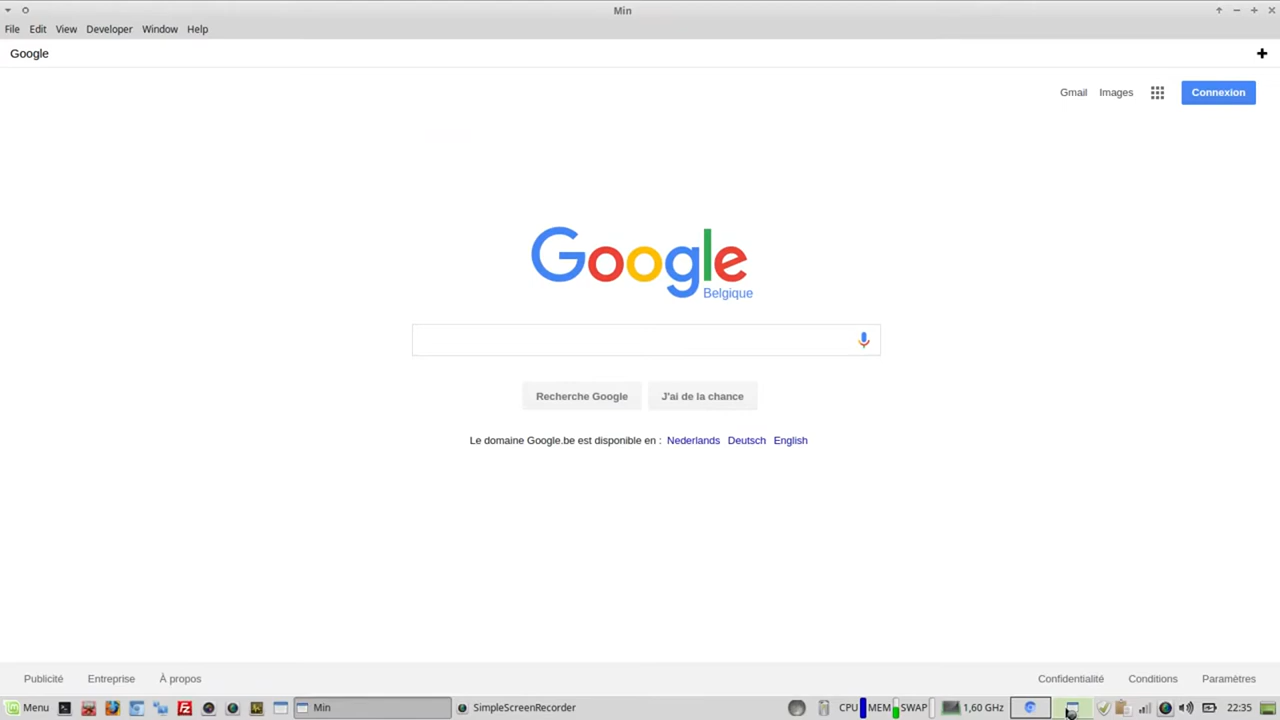 Min
File Edit View Developer Window Help
Google
Gmail Images Connexion
Google
Belgique
Recherche Google J'ai de la chance
Le domaine Google.be est disponible en : Nederlands Deutsch English
Publicité Entreprise À propos Confidentialité Conditions Paramètres
Menu Min SimpleScreenRecorder CPU MEM SWAP 1,60 GHz 22:35